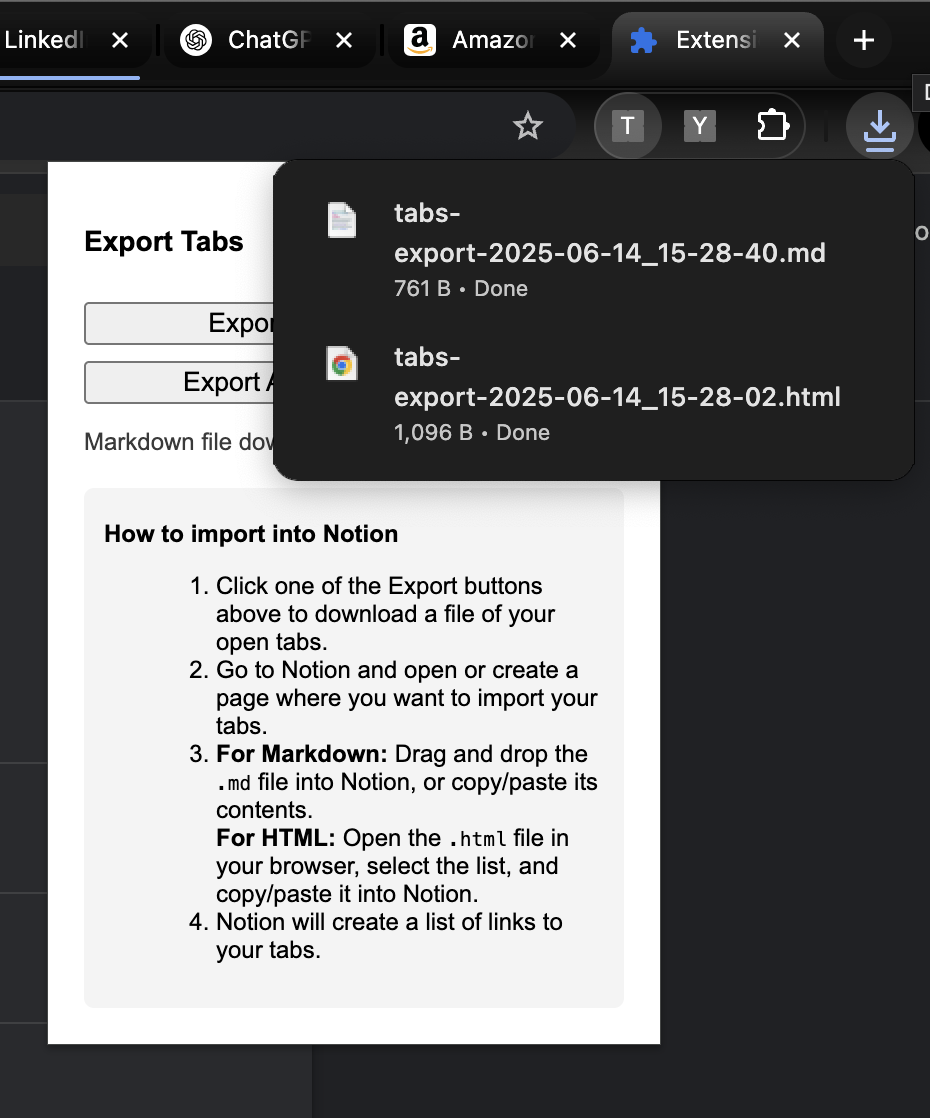 LinkedI
ChatGP
Amazon
Extensi
T
Y
tabs-
export-2025-06-14_15-28-40.md
761 B • Done
tabs-
export-2025-06-14_15-28-02.html
1,096 B • Done
Export Tabs
Expor
Export
Markdown file dow
How to import into Notion
1. Click one of the Export buttons
above to download a file of your
open tabs.
2. Go to Notion and open or create a
page where you want to import your
tabs.
3. For Markdown: Drag and drop the
.md file into Notion, or copy/paste its
contents.
For HTML: Open the .html file in
your browser, select the list, and
copy/paste it into Notion.
4. Notion will create a list of links to
your tabs.